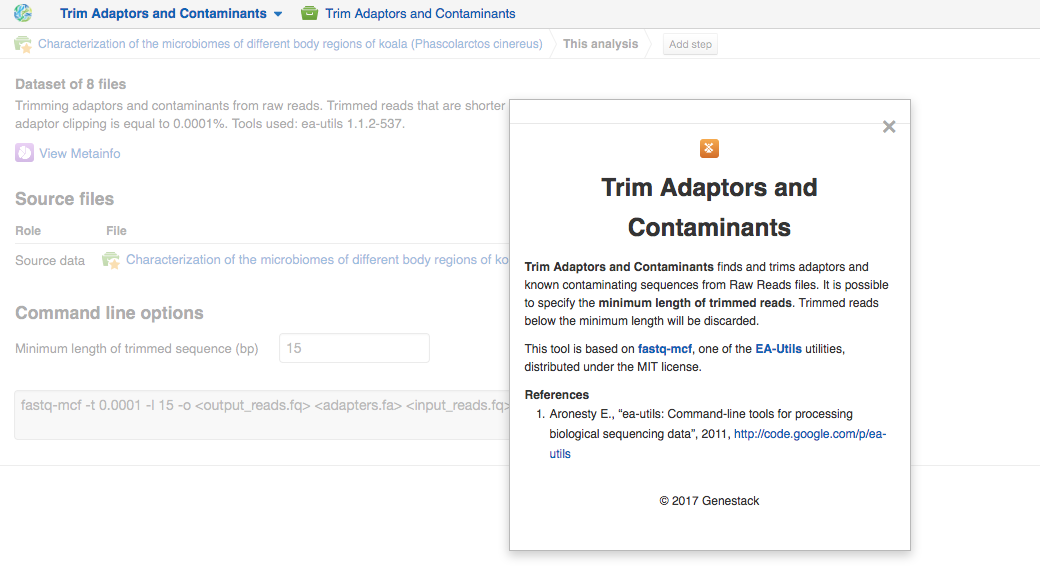 Trim Adaptors and Contaminants Trim Adaptors and Contaminants
Characterization of the microbiomes of different body regions of koala (Phascolarctos cinereus) This analysis Add step
Dataset of 8 files
Trimming adaptors and contaminants from raw reads. Trimmed reads that are shorter
adaptor clipping is equal to 0.0001%. Tools used: ea-utils 1.1.2-537.
View Metainfo
Source files
Role File
Source data Characterization of the microbiomes of different body regions of ko
Command line options
Minimum length of trimmed sequence (bp) 15
fastq-mcf -t 0.0001 -l 15 -o <output_reads.fq> <adapters.fa> <input_reads.fq>
×
Trim Adaptors and
Contaminants
Trim Adaptors and Contaminants finds and trims adaptors and
known contaminating sequences from Raw Reads files. It is possible
to specify the minimum length of trimmed reads. Trimmed reads
below the minimum length will be discarded.
This tool is based on fastq-mcf, one of the EA-Utils utilities,
distributed under the MIT license.
References
1. Aronesty E., “ea-utils: Command-line tools for processing
biological sequencing data”, 2011, http://code.google.com/p/ea-
utils
© 2017 Genestack